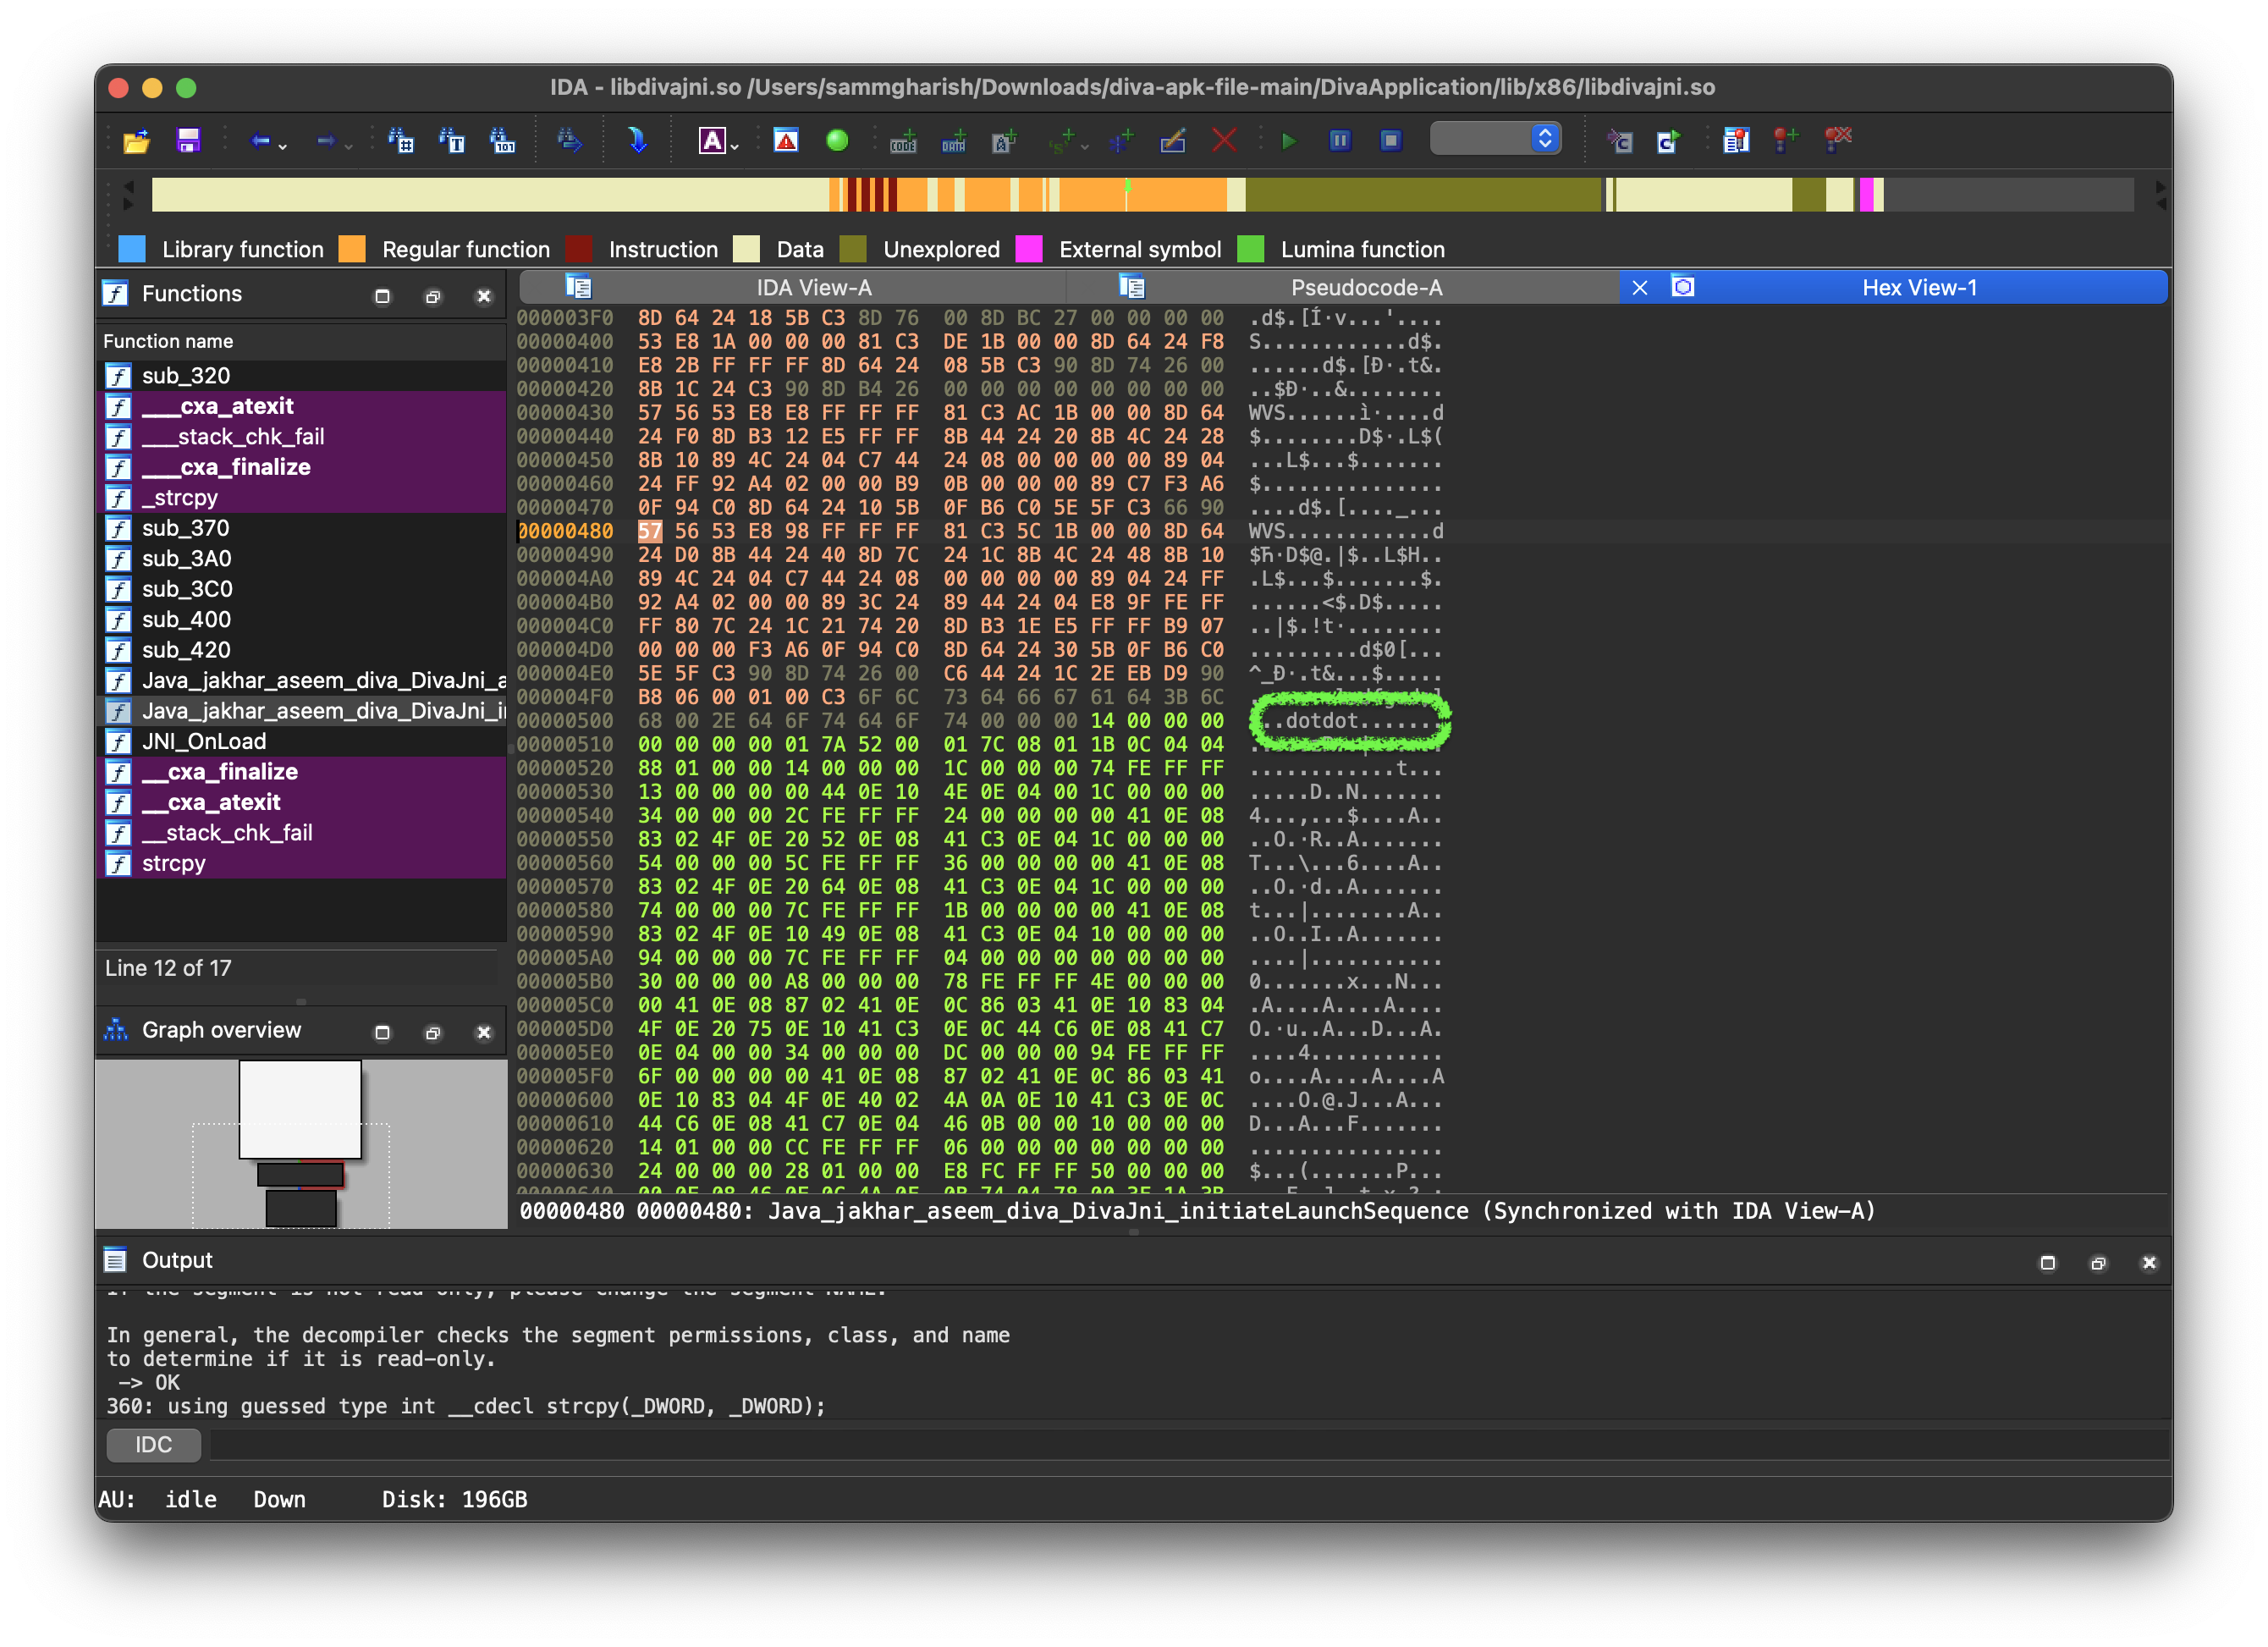 IDA - libdivajni.so /Users/sammgharish/Downloads/diva-apk-file-main/DivaApplication/lib/x86/libdivajni.so
Library function Regular function Instruction Data Unexplored External symbol Lumina function
Functions
Function name
sub_320
___cxa_atexit
___stack_chk_fail
___cxa_finalize
_strcpy
sub_370
sub_3A0
sub_3C0
sub_400
sub_420
Java_jakhar_aseem_diva_DivaJni_a
Java_jakhar_aseem_diva_DivaJni_i
JNI_OnLoad
__cxa_finalize
__cxa_atexit
__stack_chk_fail
strcpy
Line 12 of 17
Graph overview
IDA View-A Pseudocode-A Hex View-1
000003F0 8D 64 24 18 5B C3 8D 76 00 8D BC 27 00 00 00 00 .d$.[Í·v...'....
00000400 53 E8 1A 00 00 00 81 C3 DE 1B 00 00 8D 64 24 F8 S............d$.
00000410 E8 2B FF FF FF 8D 64 24 08 5B C3 90 8D 74 26 00 ......d$.[Ð·.t&.
00000420 8B 1C 24 C3 90 8D B4 26 00 00 00 00 00 00 00 00 ..$Ð·..&........
00000430 57 56 53 E8 E8 FF FF FF 81 C3 AC 1B 00 00 8D 64 WVS......ì·....d
00000440 24 F0 8D B3 12 E5 FF FF 8B 44 24 20 8B 4C 24 28 $........D$·.L$(
00000450 8B 10 89 4C 24 04 C7 44 24 08 00 00 00 00 89 04 ...L$...$.......
00000460 24 FF 92 A4 02 00 00 B9 0B 00 00 00 89 C7 F3 A6 $...............
00000470 0F 94 C0 8D 64 24 10 5B 0F B6 C0 5E 5F C3 66 90 ....d$.[...._...
00000480 57 56 53 E8 98 FF FF FF 81 C3 5C 1B 00 00 8D 64 WVS............d
00000490 24 D0 8B 44 24 40 8D 7C 24 1C 8B 4C 24 48 8B 10 $Ћ·D$@.|$..L$H..
000004A0 89 4C 24 04 C7 44 24 08 00 00 00 00 89 04 24 FF .L$...$.......$.
000004B0 92 A4 02 00 00 89 3C 24 89 44 24 04 E8 9F FE FF ......<$.D$.....
000004C0 FF 80 7C 24 1C 21 74 20 8D B3 1E E5 FF FF B9 07 ..|$.!t·........
000004D0 00 00 00 F3 A6 0F 94 C0 8D 64 24 30 5B 0F B6 C0 .........d$0[...
000004E0 5E 5F C3 90 8D 74 26 00 C6 44 24 1C 2E EB D9 90 ^_Ð·.t&...$.....
000004F0 B8 06 00 01 00 C3 6F 6C 73 64 66 67 61 64 3B 6C
00000500 68 00 2E 64 6F 74 64 6F 74 00 00 00 14 00 00 00 ...dotdot.......
00000510 00 00 00 00 01 7A 52 00 01 7C 08 01 1B 0C 04 04
00000520 88 01 00 00 14 00 00 00 1C 00 00 00 74 FE FF FF ............t...
00000530 13 00 00 00 00 44 0E 10 4E 0E 04 00 1C 00 00 00 .....D..N.......
00000540 34 00 00 00 2C FE FF FF 24 00 00 00 00 41 0E 08 4...,...$....A..
00000550 83 02 4F 0E 20 52 0E 08 41 C3 0E 04 1C 00 00 00 ..O.·R..A.......
00000560 54 00 00 00 5C FE FF FF 36 00 00 00 00 41 0E 08 T...\...6....A..
00000570 83 02 4F 0E 20 64 0E 08 41 C3 0E 04 1C 00 00 00 ..O.·d..A.......
00000580 74 00 00 00 7C FE FF FF 1B 00 00 00 00 41 0E 08 t...|........A..
00000590 83 02 4F 0E 10 49 0E 08 41 C3 0E 04 10 00 00 00 ..O..I..A.......
000005A0 94 00 00 00 7C FE FF FF 04 00 00 00 00 00 00 00 ....|...........
000005B0 30 00 00 00 A8 00 00 00 78 FE FF FF 4E 00 00 00 0.......x...N...
000005C0 00 41 0E 08 87 02 41 0E 0C 86 03 41 0E 10 83 04 .A....A....A....
000005D0 4F 0E 20 75 0E 10 41 C3 0E 0C 44 C6 0E 08 41 C7 O.·u..A...D...A.
000005E0 0E 04 00 00 34 00 00 00 DC 00 00 00 94 FE FF FF ....4...........
000005F0 6F 00 00 00 00 41 0E 08 87 02 41 0E 0C 86 03 41 o....A....A....A
00000600 0E 10 83 04 4F 0E 40 02 4A 0A 0E 10 41 C3 0E 0C ....O.@.J...A...
00000610 44 C6 0E 08 41 C7 0E 04 46 0B 00 00 10 00 00 00 D...A...F.......
00000620 14 01 00 00 CC FE FF FF 06 00 00 00 00 00 00 00 ................
00000630 24 00 00 00 28 01 00 00 E8 FC FF FF 50 00 00 00 $...(.......P...
00000480 00000480: Java_jakhar_aseem_diva_DivaJni_initiateLaunchSequence (Synchronized with IDA View-A)
Output
If the segment is not read-only, please change the segment NAME.
In general, the decompiler checks the segment permissions, class, and name
to determine if it is read-only.
-> OK
360: using guessed type int __cdecl strcpy(_DWORD, _DWORD);
IDC
AU: idle Down Disk: 196GB